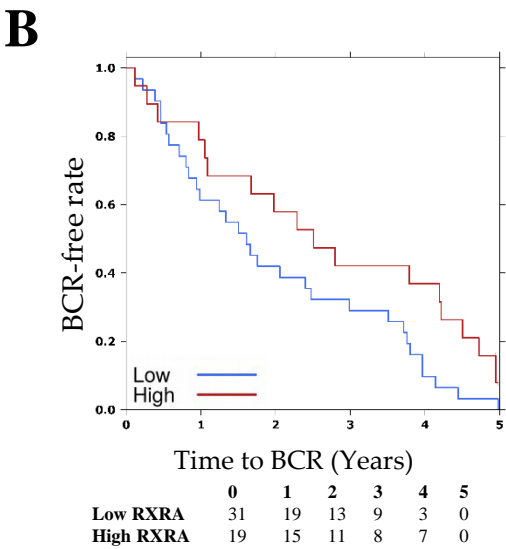 B
BCR-free rate
1.0
0.8
0.6
0.4
0.2
0.0
Low
High
0 1 2 3 4 5
Time to BCR (Years)
0 1 2 3 4 5
Low RXRA 31 19 13 9 3 0
High RXRA 19 15 11 8 7 0